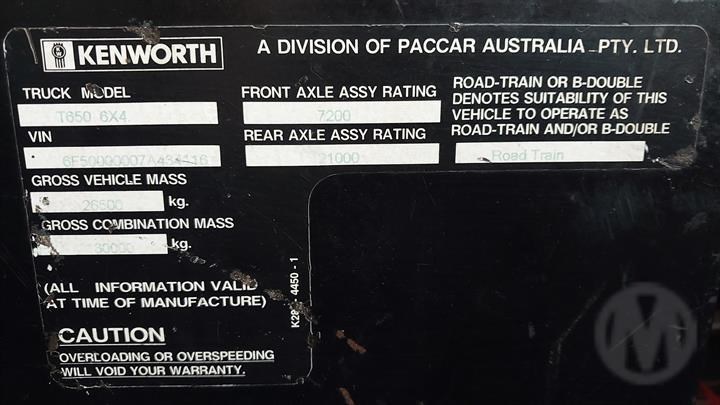 KENWORTH A DIVISION OF PACCAR AUSTRALIA PTY. LTD.
TRUCK MODEL
T650 6X4
VIN
GROSS VEHICLE MASS
26500 kg.
GROSS COMBINATION MASS
kg.
(ALL INFORMATION VALID
AT TIME OF MANUFACTURE)
CAUTION
OVERLOADING OR OVERSPEEDING
WILL VOID YOUR WARRANTY.
FRONT AXLE ASSY RATING
7200
REAR AXLE ASSY RATING
21000
ROAD-TRAIN OR B-DOUBLE
DENOTES SUITABILITY OF THIS
VEHICLE TO OPERATE AS
ROAD-TRAIN AND/OR B-DOUBLE
Road Train
4450 - 1
M